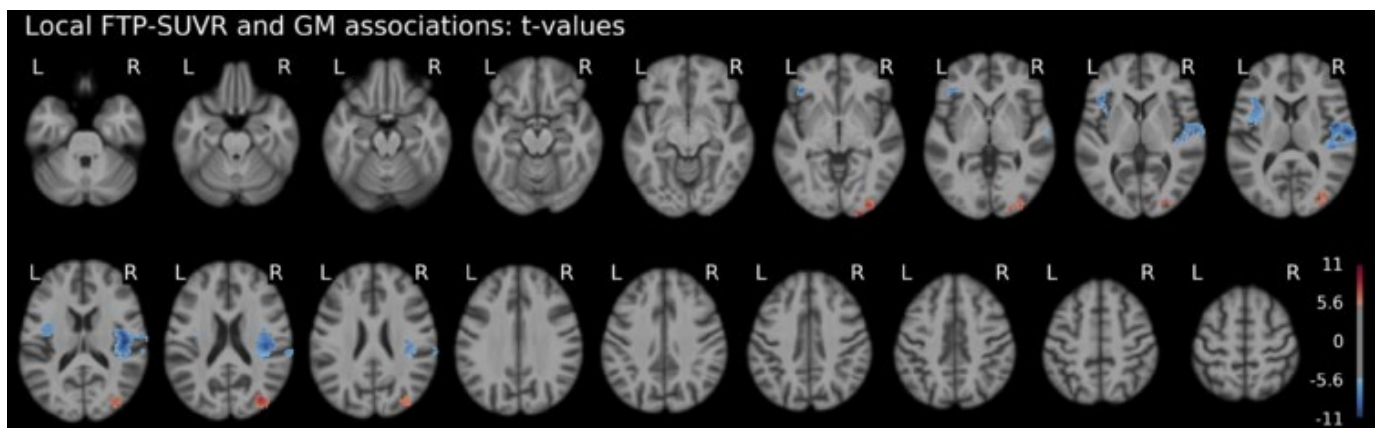 Local FTP-SUVR and GM associations: t-values
L R L R L R L R L R L R L R L R L R
L R L R L R L R L R L R L R L R L R
11
5.6
0
-5.6
-11